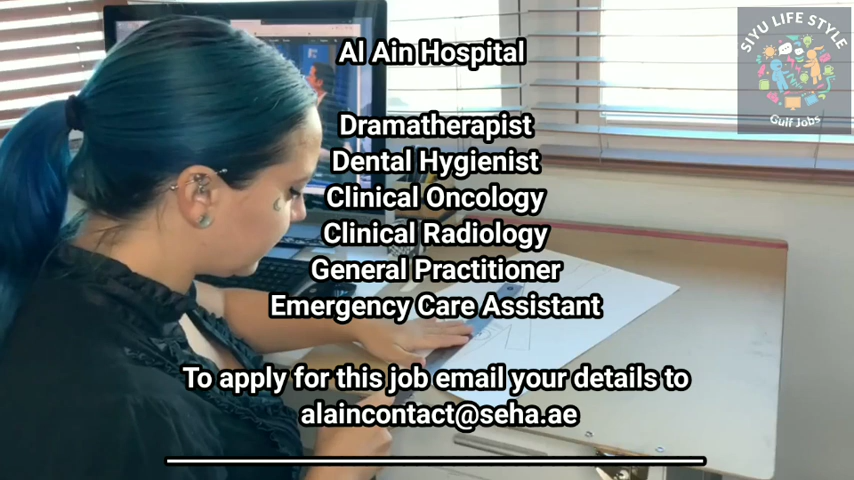 Al Ain Hospital
Dramatherapist
Dental Hygienist
Clinical Oncology
Clinical Radiology
General Practitioner
Emergency Care Assistant
To apply for this job email your details to
alaincontact@seha.ae
SIYU LIFE STYLE
Gulf Jobs